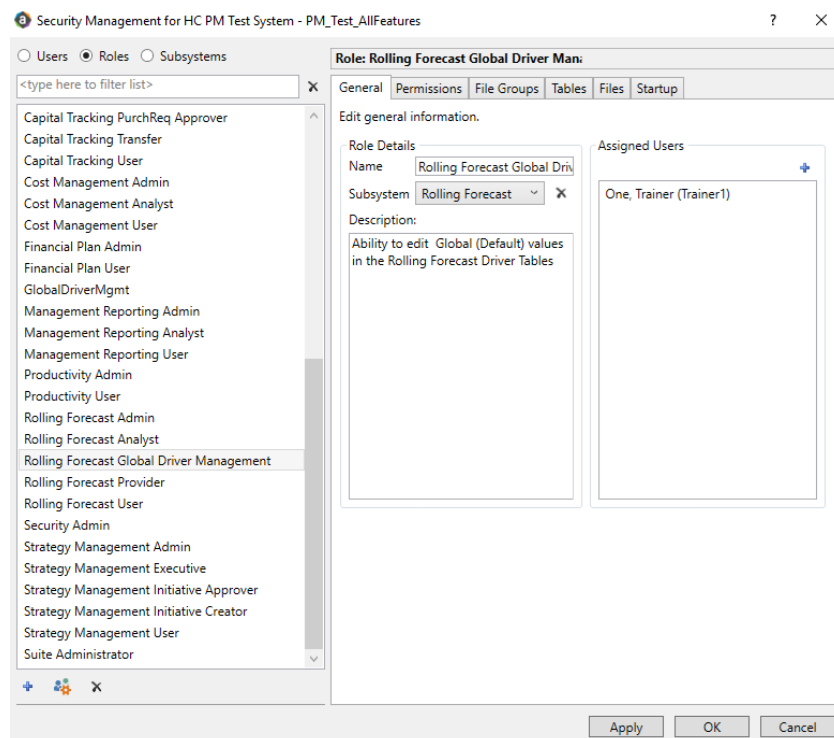 Security Management for HC PM Test System - PM_Test_AllFeatures
Users Roles Subsystems
<type here to filter list>
Capital Tracking PurchReq Approver
Capital Tracking Transfer
Capital Tracking User
Cost Management Admin
Cost Management Analyst
Cost Management User
Financial Plan Admin
Financial Plan User
GlobalDriverMgmt
Management Reporting Admin
Management Reporting Analyst
Management Reporting User
Productivity Admin
Productivity User
Rolling Forecast Admin
Rolling Forecast Analyst
Rolling Forecast Global Driver Management
Rolling Forecast Provider
Rolling Forecast User
Security Admin
Strategy Management Admin
Strategy Management Executive
Strategy Management Initiative Approver
Strategy Management Initiative Creator
Strategy Management User
Suite Administrator
Role: Rolling Forecast Global Driver Mana
General Permissions File Groups Tables Files Startup
Edit general information.
Role Details
Name Rolling Forecast Global Driv
Subsystem Rolling Forecast
Description:
Ability to edit Global (Default) values
in the Rolling Forecast Driver Tables
Assigned Users
One, Trainer (Trainer1)
Apply OK Cancel